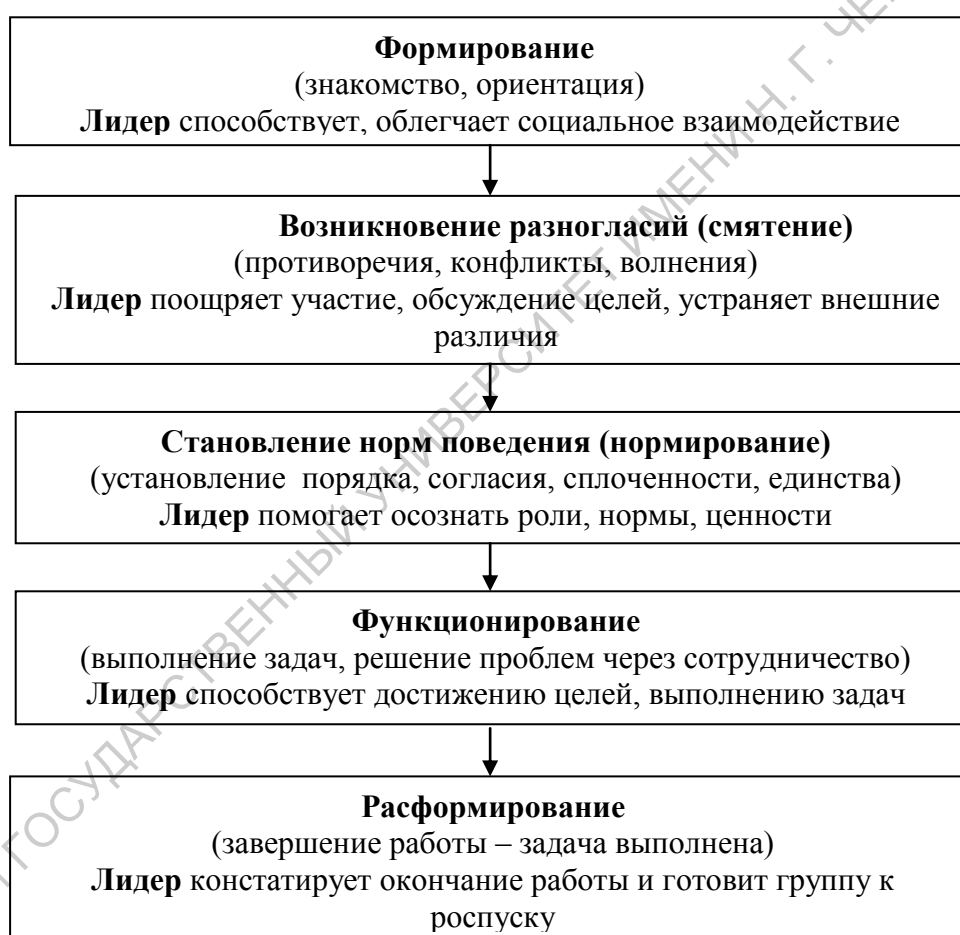 Формирование
(знакомство, ориентация)
Лидер способствует, облегчает социальное взаимодействие
Возникновение разногласий (смятение)
(противоречия, конфликты, волнения)
Лидер поощряет участие, обсуждение целей, устраняет внешние
различия
Становление норм поведения (нормирование)
(установление порядка, согласия, сплоченности, единства)
Лидер помогает осознать роли, нормы, ценности
Функционирование
(выполнение задач, решение проблем через сотрудничество)
Лидер способствует достижению целей, выполнению задач
Расформирование
(завершение работы – задача выполнена)
Лидер констатирует окончание работы и готовит группу к
роспуску
ГОСУДАРСТВЕННЫЙ УНИВЕРСИТЕТ ИМЕНИ Н. Г.